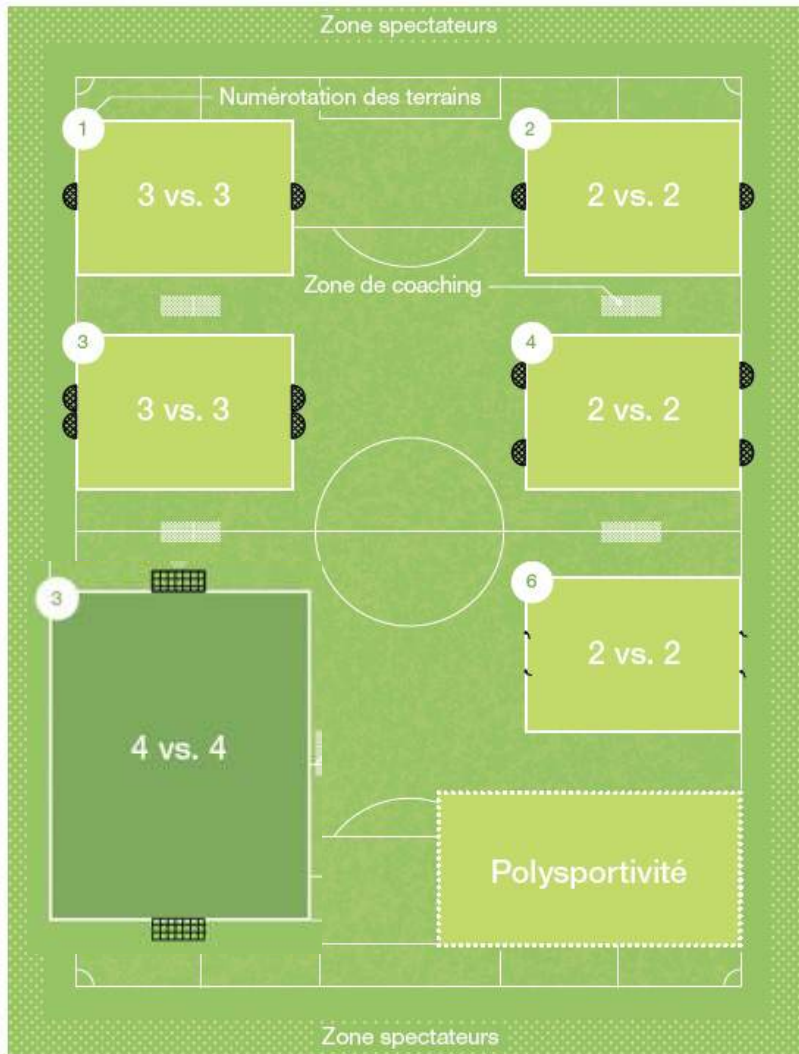 Zone spectateurs
Numérotation des terrains
1
3 vs. 3
2
2 vs. 2
Zone de coaching
3
3 vs. 3
4
2 vs. 2
3
4 vs. 4
6
2 vs. 2
Polysportivité
Zone spectateurs